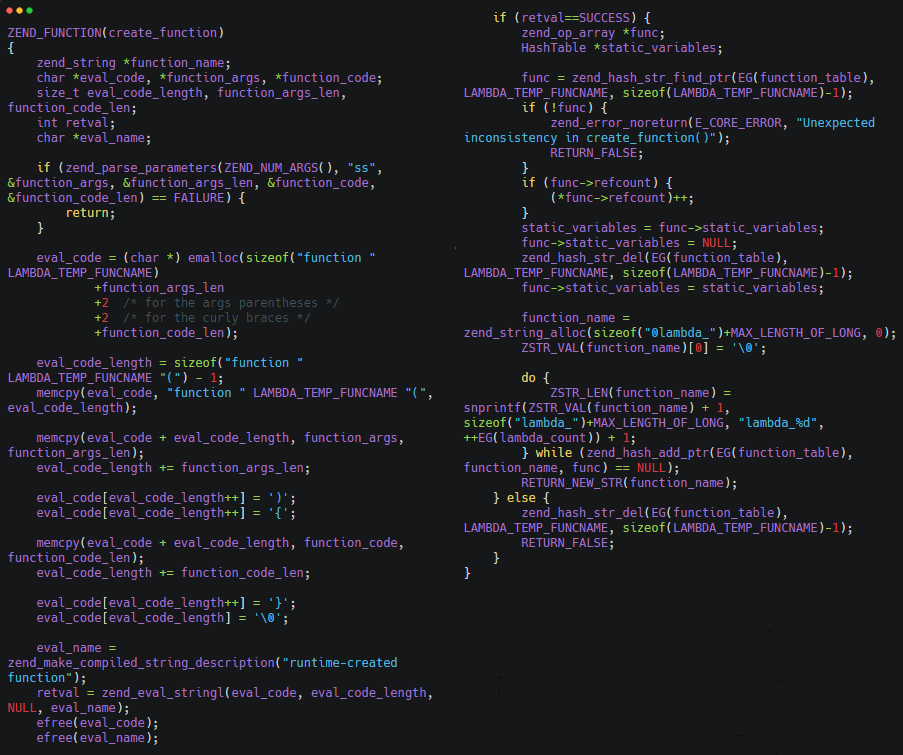 ZEND_FUNCTION(create_function)
{
    zend_string *function_name;
    char *eval_code, *function_args, *function_code;
    size_t eval_code_length, function_args_len,
function_code_len;
    int retval;
    char *eval_name;

    if (zend_parse_parameters(ZEND_NUM_ARGS(), "ss",
&function_args, &function_args_len, &function_code,
&function_code_len) == FAILURE) {
        return;
    }

    eval_code = (char *) emalloc(sizeof("function "
LAMBDA_TEMP_FUNCNAME)
            +function_args_len
            +2  /* for the args parentheses */
            +2  /* for the curly braces */
            +function_code_len);

    eval_code_length = sizeof("function "
LAMBDA_TEMP_FUNCNAME "(") - 1;
    memcpy(eval_code, "function " LAMBDA_TEMP_FUNCNAME "(",
eval_code_length);

    memcpy(eval_code + eval_code_length, function_args,
function_args_len);
    eval_code_length += function_args_len;

    eval_code[eval_code_length++] = ')';
    eval_code[eval_code_length++] = '{';

    memcpy(eval_code + eval_code_length, function_code,
function_code_len);
    eval_code_length += function_code_len;

    eval_code[eval_code_length++] = '}';
    eval_code[eval_code_length] = '\0';

    eval_name =
zend_make_compiled_string_description("runtime-created
function");
    retval = zend_eval_stringl(eval_code, eval_code_length,
NULL, eval_name);
    efree(eval_code);
    efree(eval_name);

    if (retval==SUCCESS) {
        zend_op_array *func;
        HashTable *static_variables;

        func = zend_hash_str_find_ptr(EG(function_table),
LAMBDA_TEMP_FUNCNAME, sizeof(LAMBDA_TEMP_FUNCNAME)-1);
        if (!func) {
            zend_error_noreturn(E_CORE_ERROR, "Unexpected
inconsistency in create_function()");
            RETURN_FALSE;
        }
        if (func->refcount) {
            (*func->refcount)++;
        }
        static_variables = func->static_variables;
        func->static_variables = NULL;
        zend_hash_str_del(EG(function_table),
LAMBDA_TEMP_FUNCNAME, sizeof(LAMBDA_TEMP_FUNCNAME)-1);
        func->static_variables = static_variables;

        function_name =
zend_string_alloc(sizeof("0lambda_")+MAX_LENGTH_OF_LONG, 0);
        ZSTR_VAL(function_name)[0] = '\0';

        do {
            ZSTR_LEN(function_name) =
snprintf(ZSTR_VAL(function_name) + 1,
sizeof("lambda_")+MAX_LENGTH_OF_LONG, "lambda_%d",
++EG(lambda_count)) + 1;
        } while (zend_hash_add_ptr(EG(function_table),
function_name, func) == NULL);
        RETURN_NEW_STR(function_name);
    } else {
        zend_hash_str_del(EG(function_table),
LAMBDA_TEMP_FUNCNAME, sizeof(LAMBDA_TEMP_FUNCNAME)-1);
        RETURN_FALSE;
    }
}